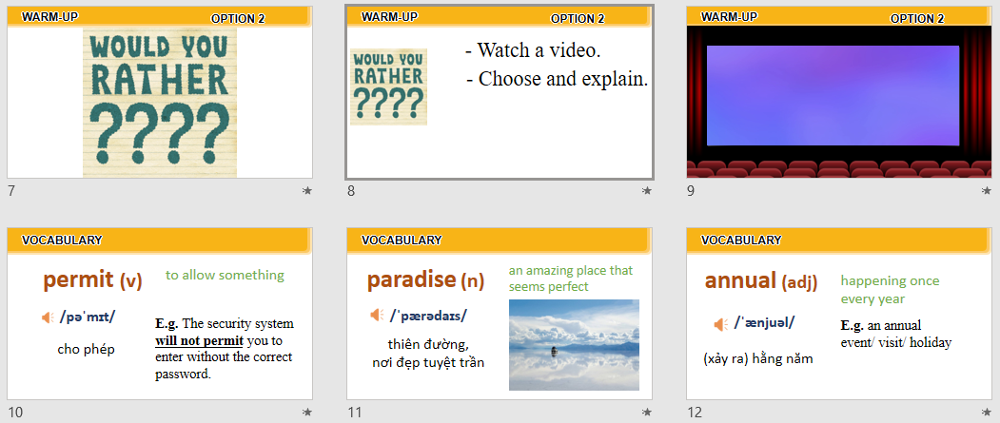 WARM-UP
OPTION 2
WOULD YOU
RATHER
????
7
WARM-UP
OPTION 2
WOULD YOU
RATHER
????
- Watch a video.
- Choose and explain.
8
WARM-UP
OPTION 2
9
VOCABULARY
permit (v)
to allow something
/pəˈmɪt/
cho phép
E.g. The security system
will not permit you to
enter without the correct
password.
10
VOCABULARY
paradise (n)
an amazing place that
seems perfect
/ˈpærədaɪs/
thiên đường,
nơi đẹp tuyệt trần
11
VOCABULARY
annual (adj)
happening once
every year
/ˈænjuəl/
E.g. an annual
event/ visit/ holiday
(xảy ra) hằng năm
12